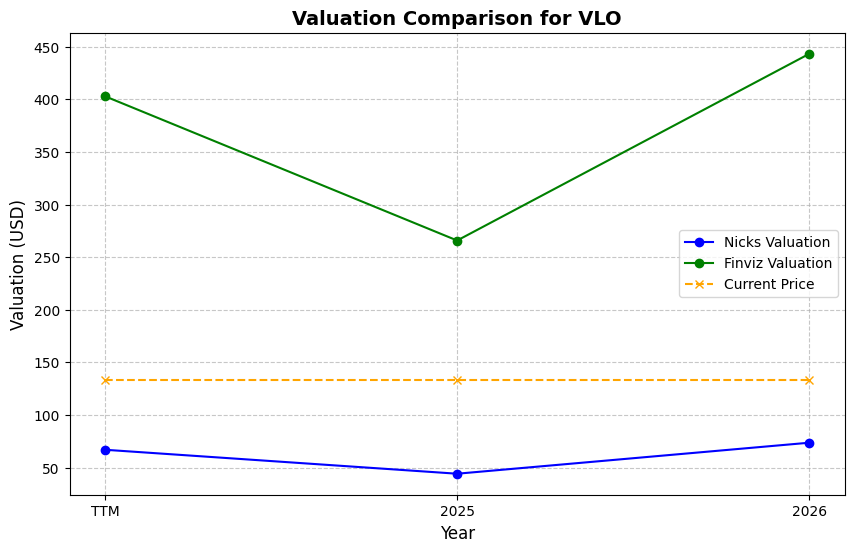 Valuation Comparison for VLO
Valuation (USD)
450
400
350
300
250
200
150
100
50
Nicks Valuation
Finviz Valuation
Current Price
TTM 2025 2026
Year